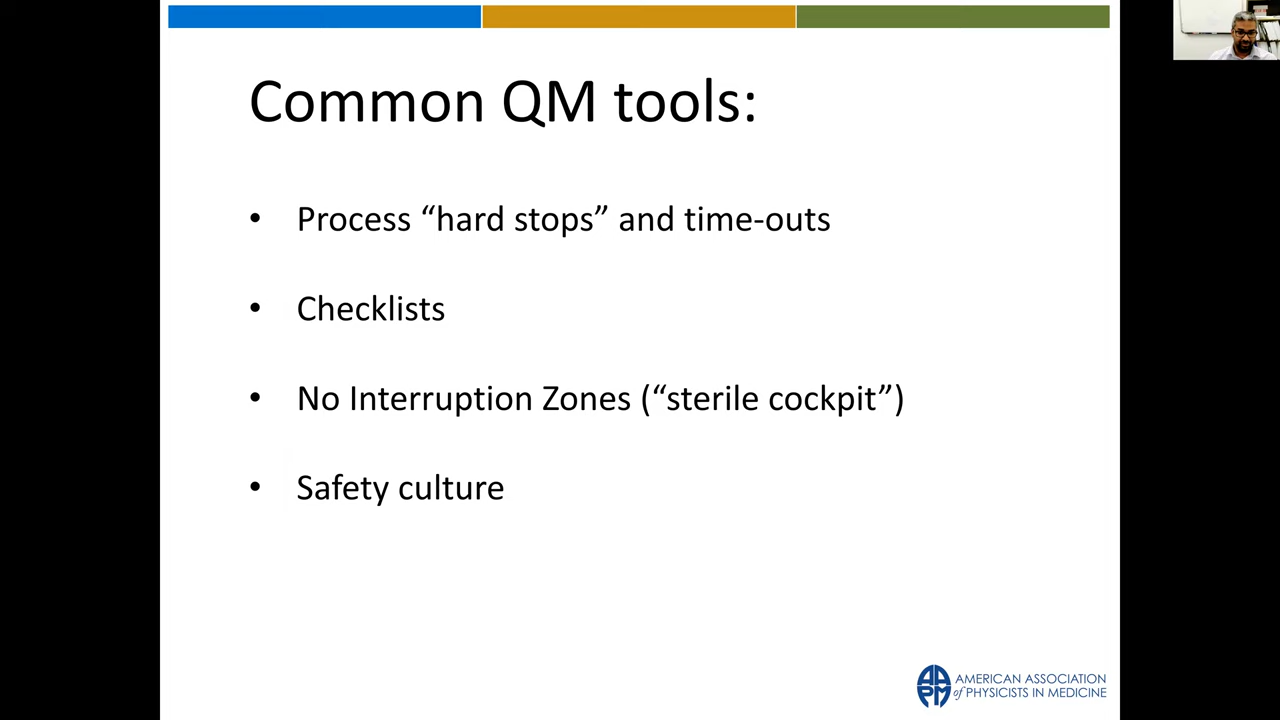 Common QM tools:
• Process “hard stops” and time-outs
• Checklists
• No Interruption Zones (“sterile cockpit”)
• Safety culture
AAPM
AMERICAN ASSOCIATION
of PHYSICISTS IN MEDICINE